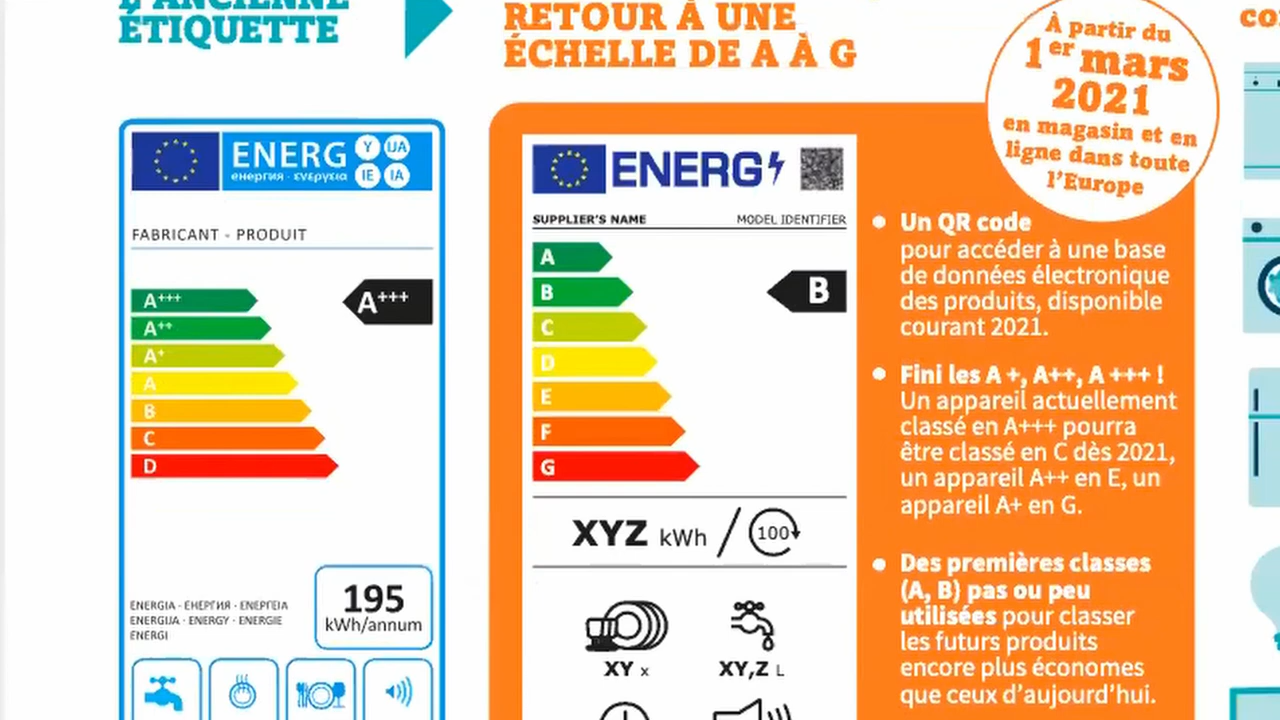 L'ANCIENNE
ÉTIQUETTE
RETOUR À UNE
ÉCHELLE DE A À G
À partir du
1er mars
2021
en magasin et en
ligne dans toute
l'Europe
ENERG
енергия · ενεργεια
Y
UA
IE
IA
FABRICANT - PRODUIT
A+++
A+++
A++
A+
A
B
C
D
195
kWh/annum
ENERGIA · ЕНЕРГИЯ · ΕΝΕΡΓΕΙΑ
ENERGIJA · ENERGY · ENERGIE
ENERGI
ENERG
SUPPLIER'S NAME
MODEL IDENTIFIER
A
B
B
C
D
E
F
G
XYZ kWh / 100
XY x
XY,Z L
Un QR code
pour accéder à une base
de données électronique
des produits, disponible
courant 2021.
Fini les A +, A++, A +++ !
Un appareil actuellement
classé en A+++ pourra
être classé en C dès 2021,
un appareil A++ en E, un
appareil A+ en G.
Des premières classes
(A, B) pas ou peu
utilisées pour classer
les futurs produits
encore plus économes
que ceux d'aujourd'hui.